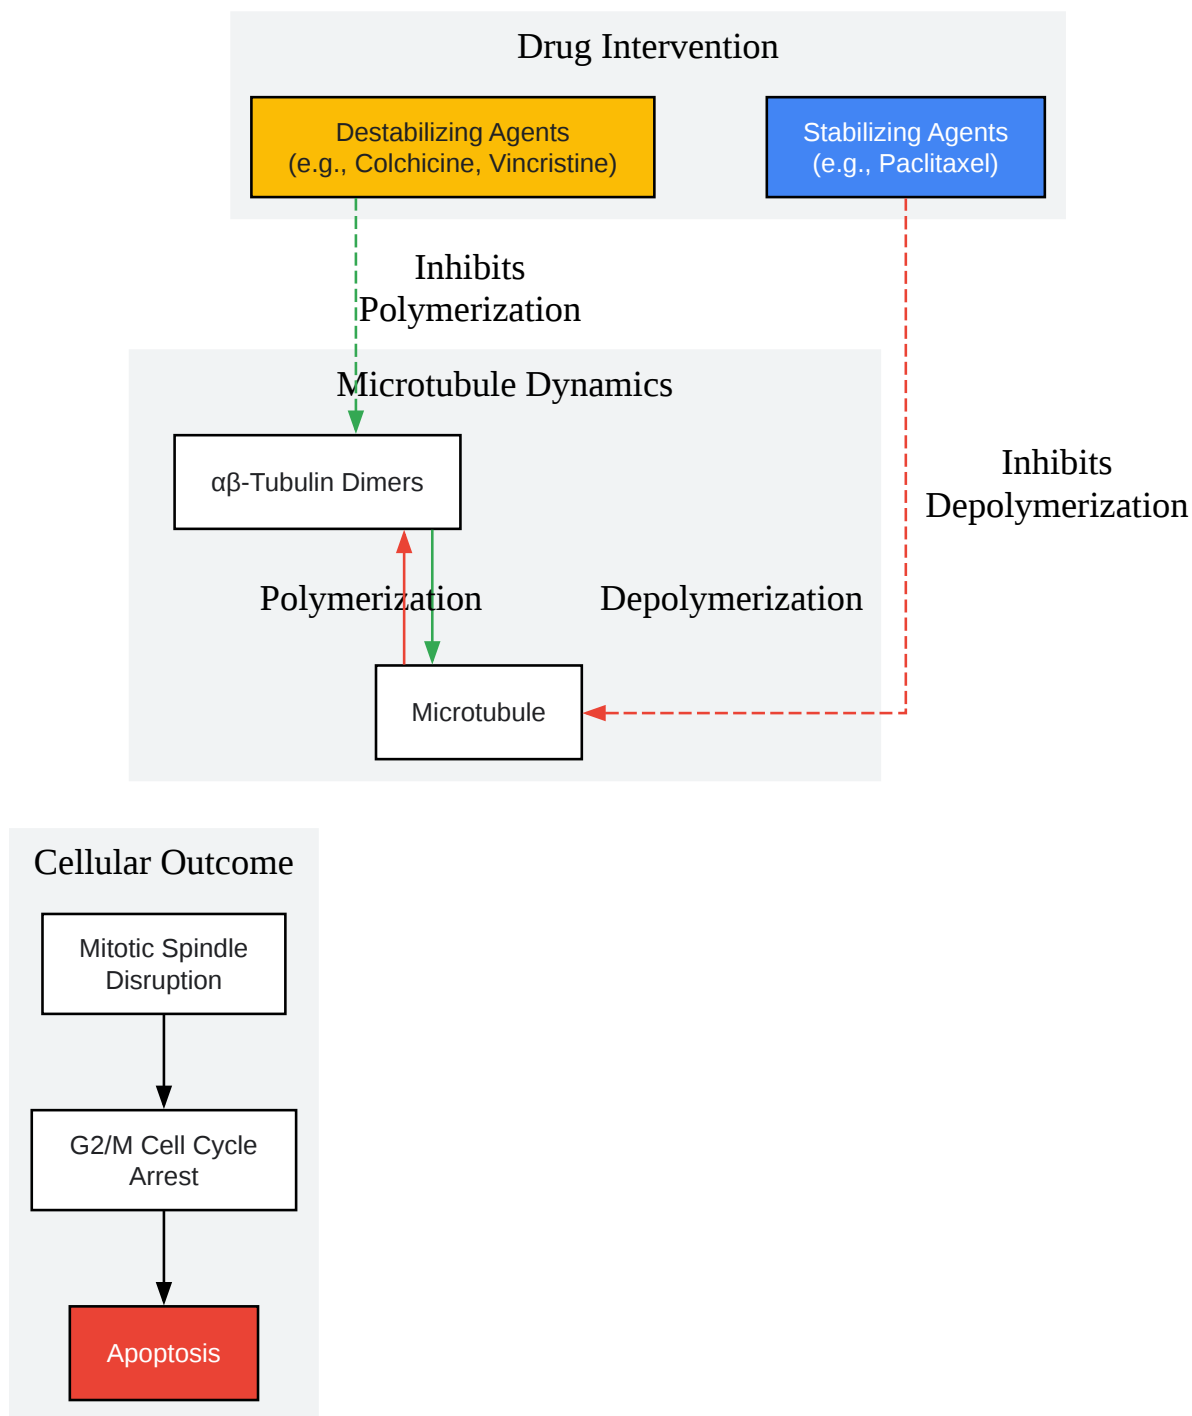 Drug Intervention
Destabilizing Agents
(e.g., Colchicine, Vincristine)
Stabilizing Agents
(e.g., Paclitaxel)
Inhibits
Polymerization
Microtubule Dynamics
αβ-Tubulin Dimers
Inhibits
Depolymerization
Polymerization
Depolymerization
Microtubule
Cellular Outcome
Mitotic Spindle
Disruption
G2/M Cell Cycle
Arrest
Apoptosis